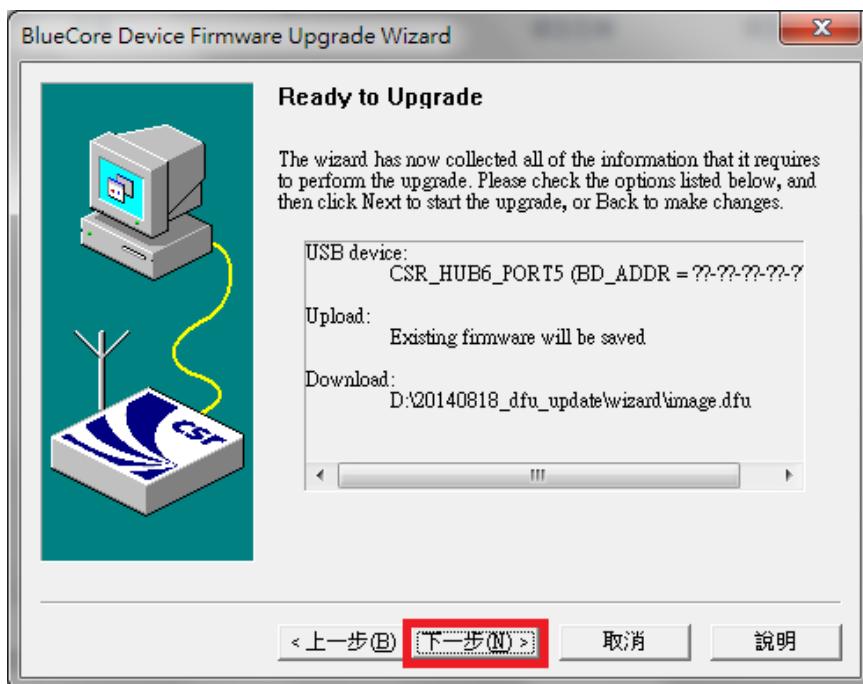 BlueCore Device Firmware Upgrade Wizard
Ready to Upgrade
The wizard has now collected all of the information that it requires
to perform the upgrade. Please check the options listed below, and
then click Next to start the upgrade, or Back to make changes.
USB device:
CSR_HUB6_PORT5 (BD_ADDR = ??-??-??-??-?
Upload:
Existing firmware will be saved
Download:
D:\20140818_dfu_update\wizard\image.dfu
csr
< 上一步(B) 下一步(N) > 取消 說明